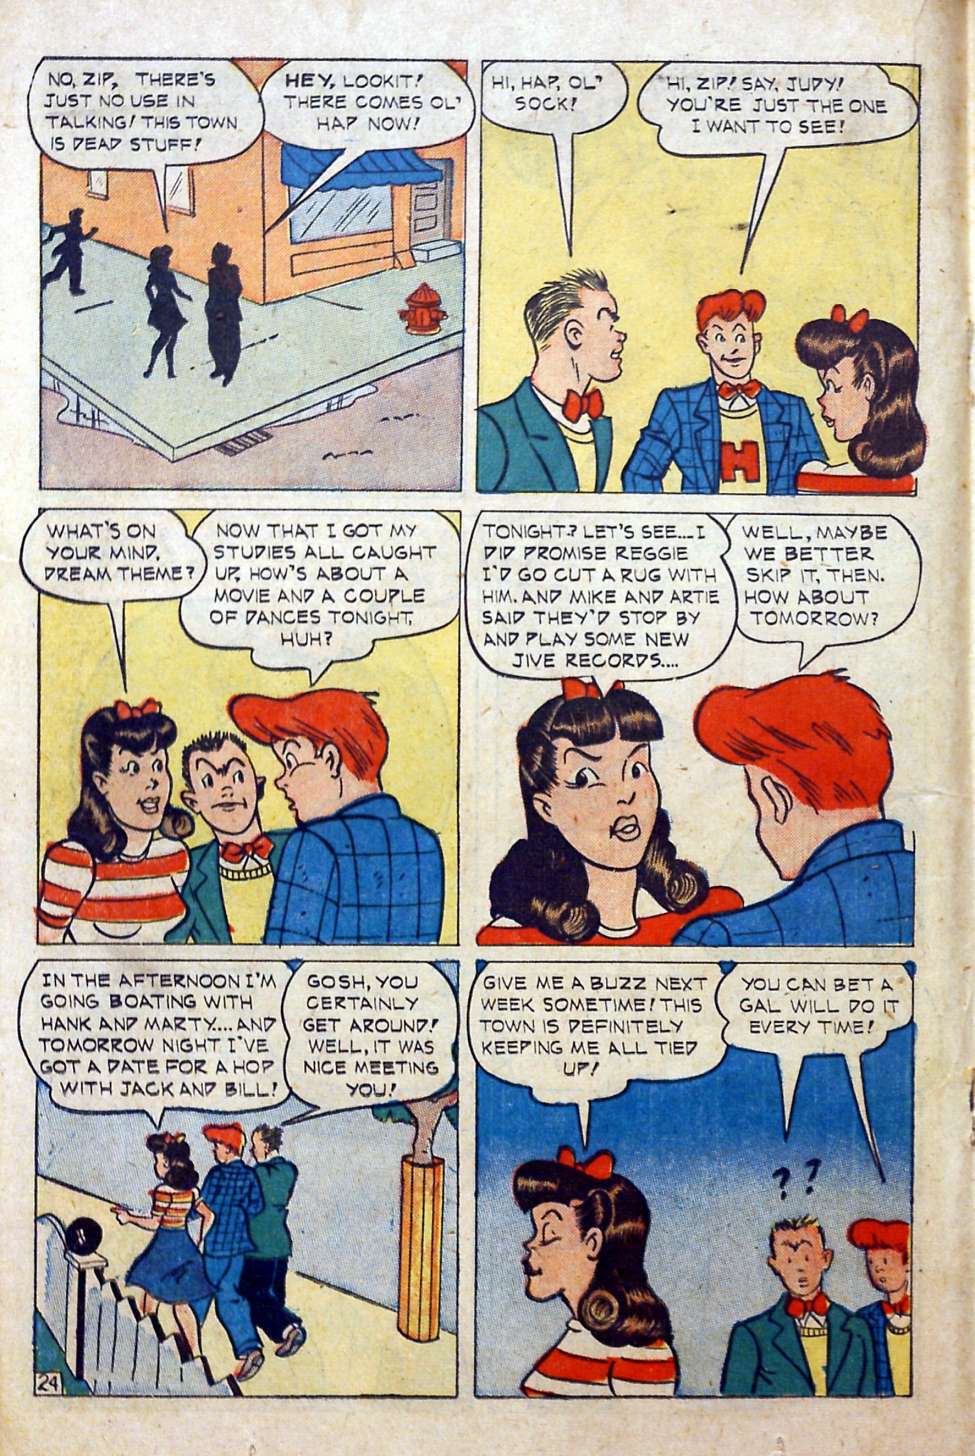 NO, ZIP, THERE'S
JUST NO USE IN
TALKING! THIS TOWN
IS DEAD STUFF!
HEY, LOOKIT!
THERE COMES OL'
HAP NOW!
HI, HAP, OL'
SOCK!
HI, ZIP! SAY, JUDY!
YOU'RE JUST THE ONE
I WANT TO SEE!
H
WHAT'S ON
YOUR MIND,
DREAM THEME?
NOW THAT I GOT MY
STUDIES ALL CAUGHT
UP, HOW'S ABOUT A
MOVIE AND A COUPLE
OF DANCES TONIGHT,
HUH?
TONIGHT? LET'S SEE....I
DID PROMISE REGGIE
I'D GO CUT A RUG WITH
HIM. AND MIKE AND ARTIE
SAID THEY'D STOP BY
AND PLAY SOME NEW
JIVE RECORDS....
WELL, MAYBE
WE BETTER
SKIP IT, THEN.
HOW ABOUT
TOMORROW?
IN THE AFTERNOON I'M
GOING BOATING WITH
HANK AND MARTY...AND
TOMORROW NIGHT I'VE
GOT A DATE FOR A HOP
WITH JACK AND BILL!
GOSH, YOU
CERTAINLY
GET AROUND!
WELL, IT WAS
NICE MEETING
YOU!
24
GIVE ME A BUZZ NEXT
WEEK SOMETIME! THIS
TOWN IS DEFINITELY
KEEPING ME ALL TIED
UP!
YOU CAN BET A
GAL WILL DO IT
EVERY TIME!
? ?